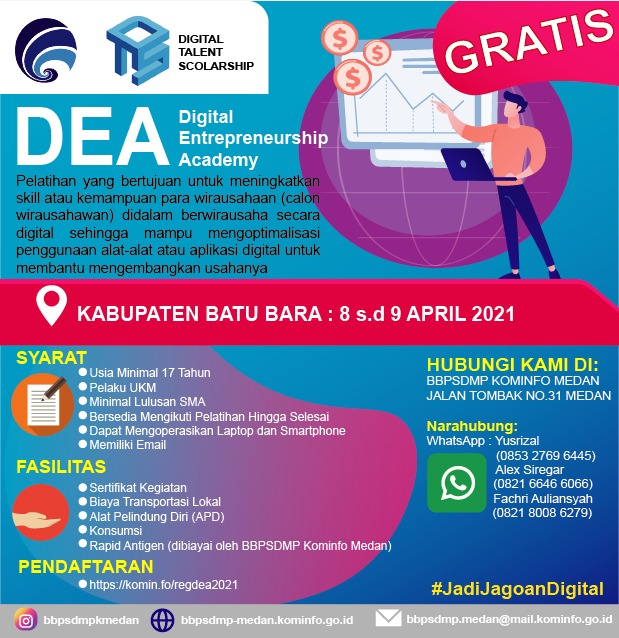 DIGITAL
TALENT
SCOLARSHIP
GRATIS
DEA
Digital
Entrepreneurship
Academy
Pelatihan yang bertujuan untuk meningkatkan
skill atau kemampuan para wirausahaan (calon
wirausahawan) didalam berwirausaha secara
digital sehingga mampu mengoptimalisasi
penggunaan alat-alat atau aplikasi digital untuk
membantu mengembangkan usahanya
KABUPATEN BATU BARA : 8 s.d 9 APRIL 2021
SYARAT
Usia Minimal 17 Tahun
Pelaku UKM
Minimal Lulusan SMA
Bersedia Mengikuti Pelatihan Hingga Selesai
Dapat Mengoperasikan Laptop dan Smartphone
Memiliki Email
FASILITAS
Sertifikat Kegiatan
Biaya Transportasi Lokal
Alat Pelindung Diri (APD)
Konsumsi
Rapid Antigen (dibiayai oleh BBPSDMP Kominfo Medan)
PENDAFTARAN
https://komin.fo/regdea2021
HUBUNGI KAMI DI:
BBPSDMP KOMINFO MEDAN
JALAN TOMBAK NO.31 MEDAN
Narahubung:
WhatsApp : Yusrizal
(0853 2769 6445)
Alex Siregar
(0821 6646 6066)
Fachri Auliansyah
(0821 8008 6279)
#JadiJagoanDigital
bbpsdmpkmedan
bbpsdmp-medan.kominfo.go.id
bbpsdmp.medan@mail.kominfo.go.id